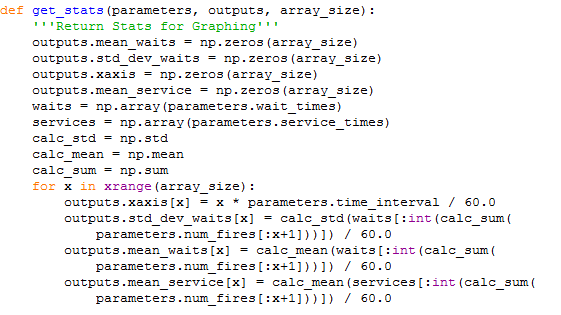 def get_stats(parameters, outputs, array_size):
    '''Return Stats for Graphing'''
    outputs.mean_waits = np.zeros(array_size)
    outputs.std_dev_waits = np.zeros(array_size)
    outputs.xaxis = np.zeros(array_size)
    outputs.mean_service = np.zeros(array_size)
    waits = np.array(parameters.wait_times)
    services = np.array(parameters.service_times)
    calc_std = np.std
    calc_mean = np.mean
    calc_sum = np.sum
    for x in xrange(array_size):
        outputs.xaxis[x] = x * parameters.time_interval / 60.0
        outputs.std_dev_waits[x] = calc_std(waits[:int(calc_sum(
            parameters.num_fires[:x+1]))]) / 60.0
        outputs.mean_waits[x] = calc_mean(waits[:int(calc_sum(
            parameters.num_fires[:x+1]))]) / 60.0
        outputs.mean_service[x] = calc_mean(services[:int(calc_sum(
            parameters.num_fires[:x+1]))]) / 60.0